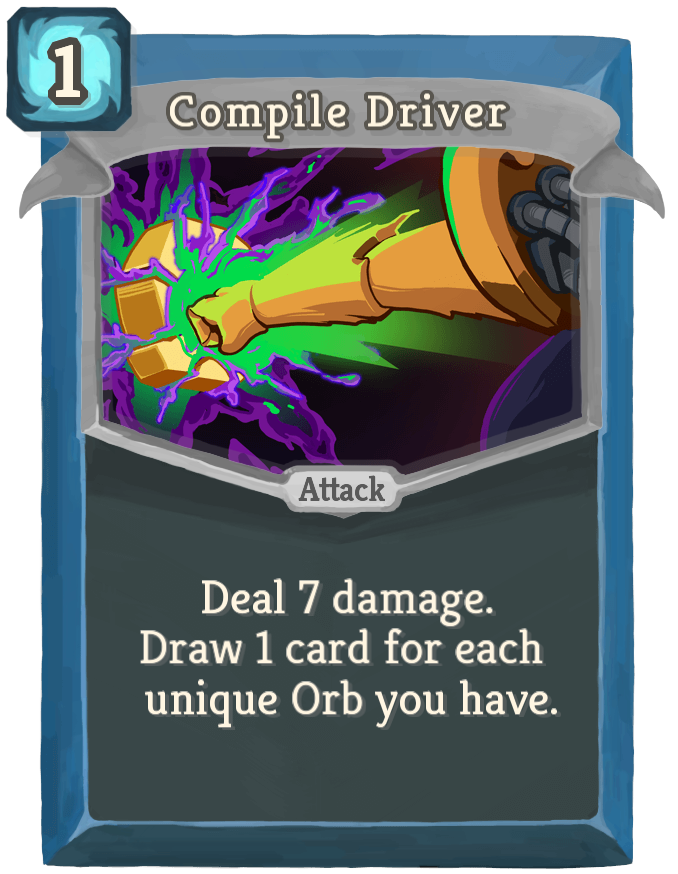 1
Compile Driver
Attack
Deal 7 damage.
Draw 1 card for each
unique Orb you have.